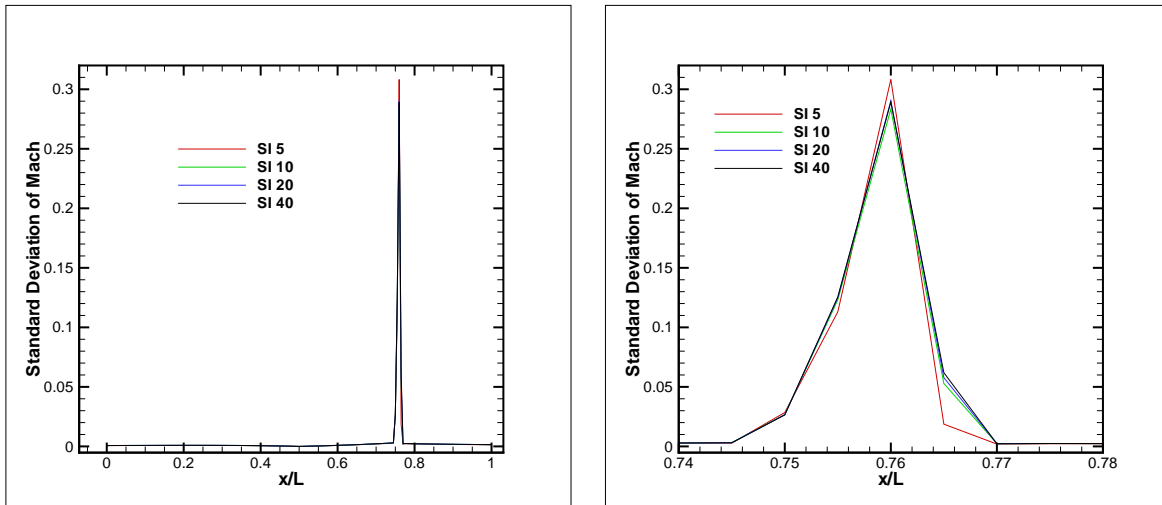 Standard Deviation of Mach
0.3
0.25
0.2
0.15
0.1
0.05
0
0
0.2
0.4
0.6
0.8
1
x/L
SI 5
SI 10
SI 20
SI 40
Standard Deviation of Mach
0.3
0.25
0.2
0.15
0.1
0.05
0
0.74
0.75
0.76
0.77
0.78
x/L
SI 5
SI 10
SI 20
SI 40